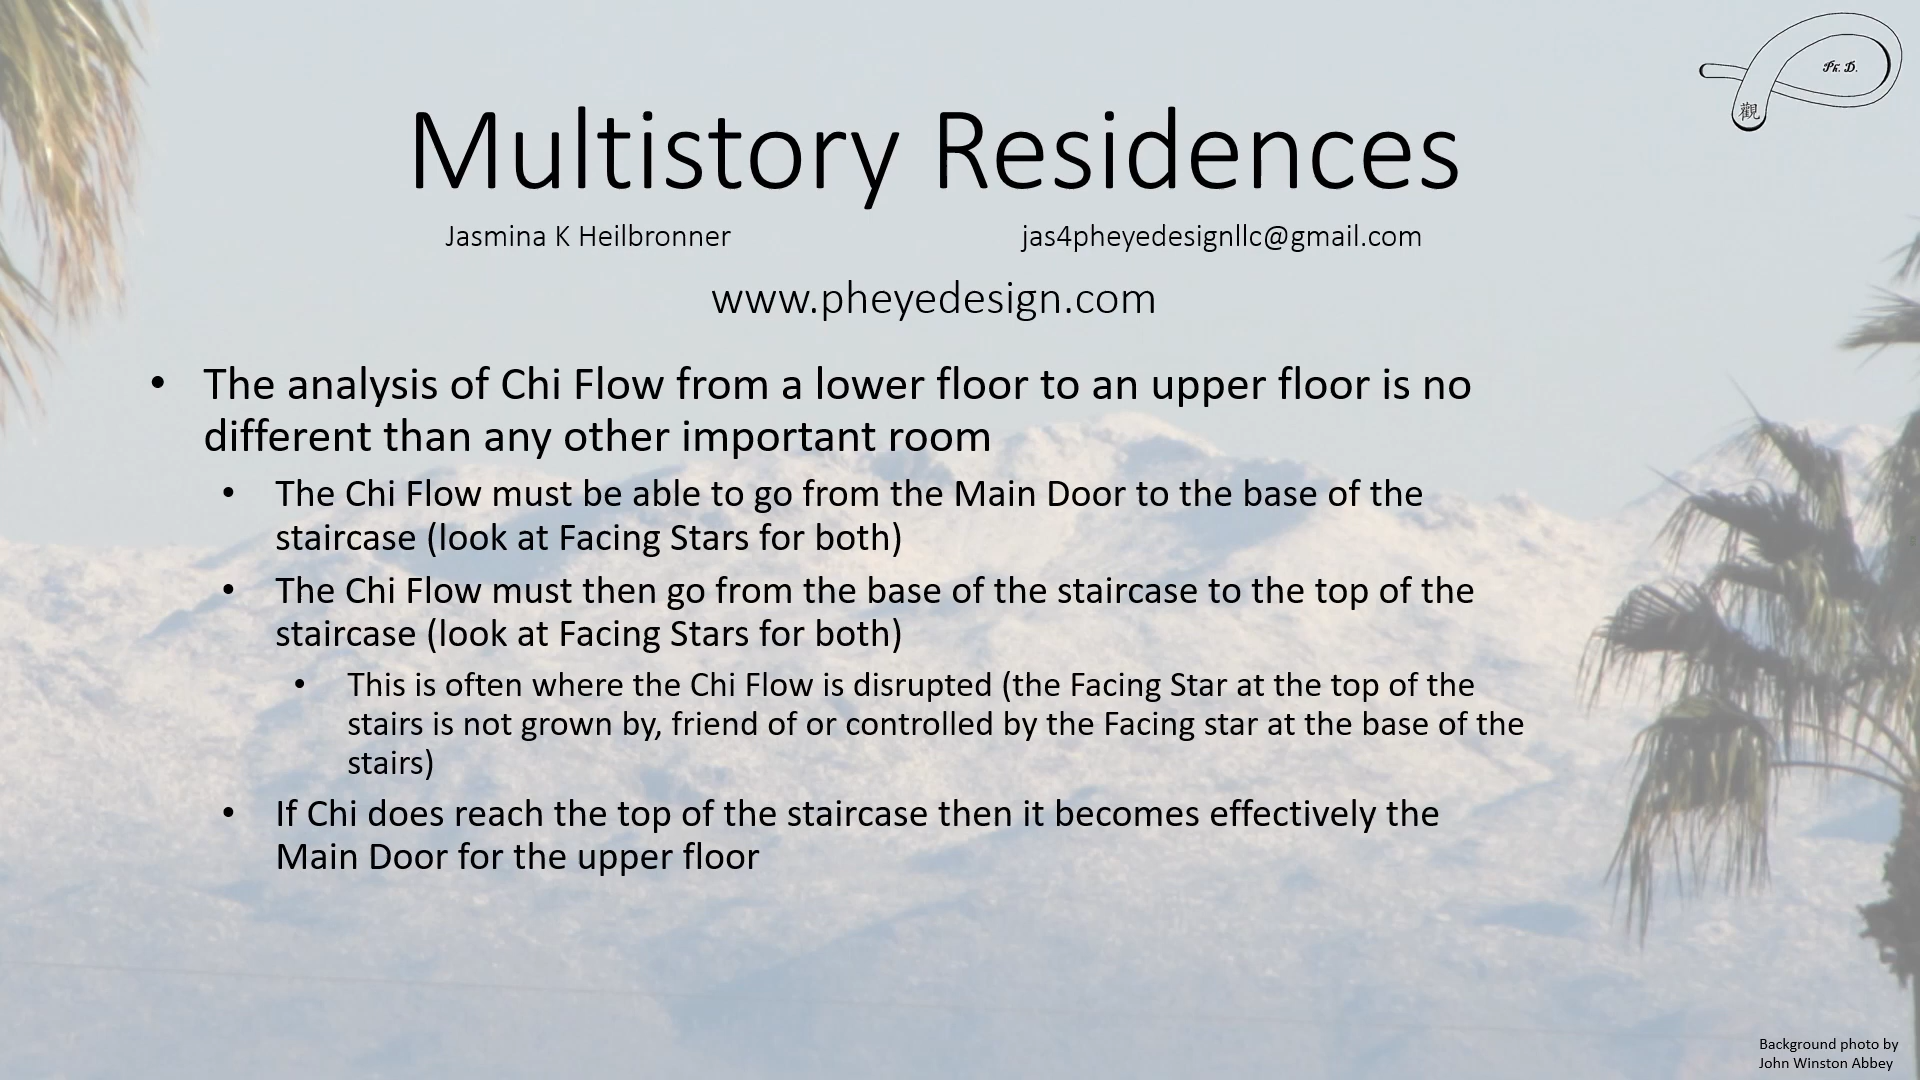 Ph. D.
觀
Multistory Residences
Jasmina K Heilbronner jas4pheyedesignllc@gmail.com
www.pheyedesign.com
• The analysis of Chi Flow from a lower floor to an upper floor is no
different than any other important room
• The Chi Flow must be able to go from the Main Door to the base of the
staircase (look at Facing Stars for both)
• The Chi Flow must then go from the base of the staircase to the top of the
staircase (look at Facing Stars for both)
• This is often where the Chi Flow is disrupted (the Facing Star at the top of the
stairs is not grown by, friend of or controlled by the Facing star at the base of the
stairs)
• If Chi does reach the top of the staircase then it becomes effectively the
Main Door for the upper floor
Background photo by
John Winston Abbey